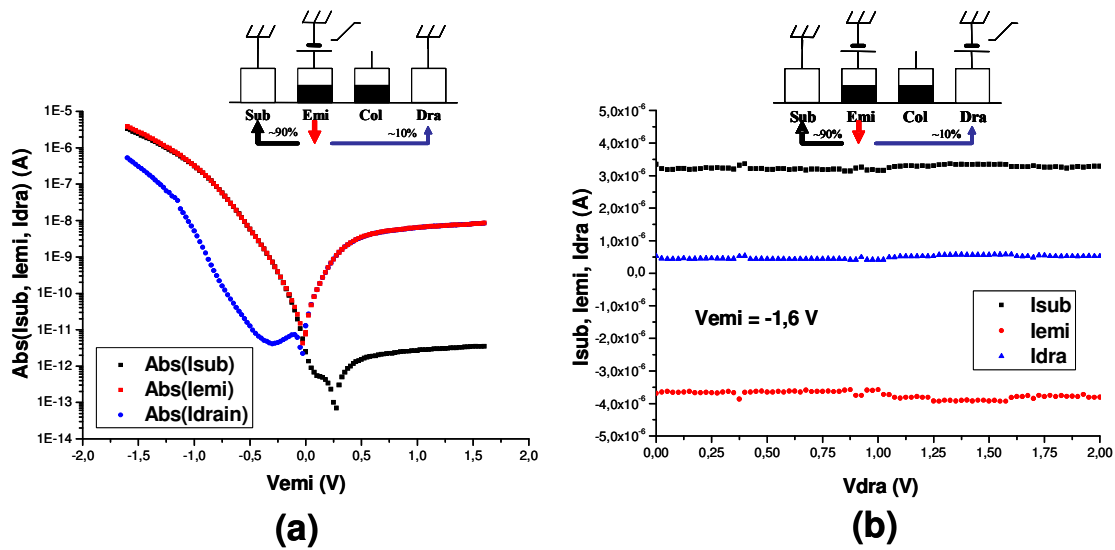 Sub Emi Col Dra
~90% ~10%
Abs(Isub, Iemi, Idra) (A)
1E-5
1E-6
1E-7
1E-8
1E-9
1E-10
1E-11
1E-12
1E-13
1E-14
Abs(Isub)
Abs(Iemi)
Abs(Idrain)
-2,0 -1,5 -1,0 -0,5 0,0 0,5 1,0 1,5 2,0
Vemi (V)
(a)
Sub Emi Col Dra
~90% ~10%
Isub, Iemi, Idra (A)
5,0x10⁻⁶
4,0x10⁻⁶
3,0x10⁻⁶
2,0x10⁻⁶
1,0x10⁻⁶
0,0
-1,0x10⁻⁶
-2,0x10⁻⁶
-3,0x10⁻⁶
-4,0x10⁻⁶
-5,0x10⁻⁶
Vemi = -1,6 V
Isub
Iemi
Idra
0,00 0,25 0,50 0,75 1,00 1,25 1,50 1,75 2,00
Vdra (V)
(b)